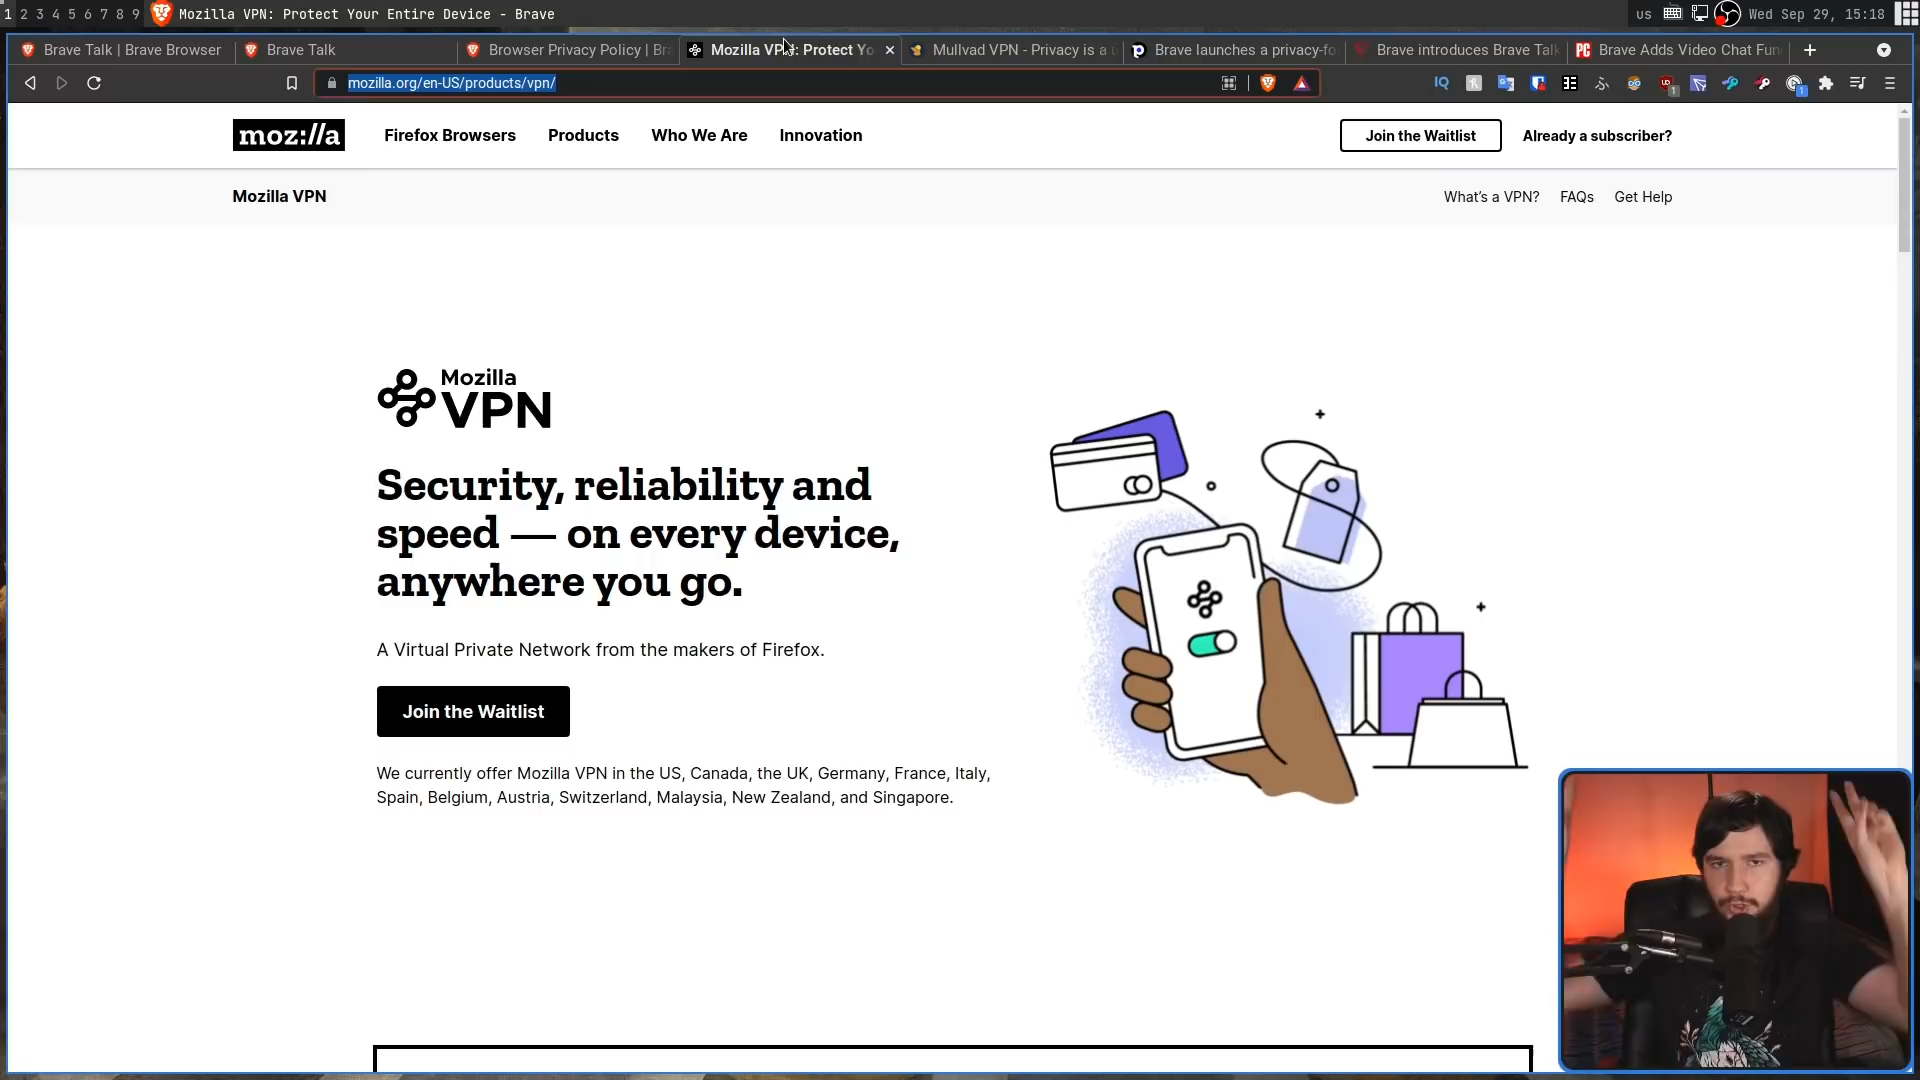 1 2 3 4 5 6 7 8 9 Mozilla VPN: Protect Your Entire Device - Brave us Wed Sep 29, 15:18
Brave Talk | Brave Browser Brave Talk Browser Privacy Policy | Bra Mozilla VPN: Protect Yo Mullvad VPN - Privacy is a u Brave launches a privacy-fo Brave introduces Brave Talk PC Brave Adds Video Chat Fun
mozilla.org/en-US/products/vpn/ IQ 1 1
moz://a Firefox Browsers Products Who We Are Innovation Join the Waitlist Already a subscriber?
Mozilla VPN What's a VPN? FAQs Get Help
Mozilla
VPN
Security, reliability and
speed — on every device,
anywhere you go.
A Virtual Private Network from the makers of Firefox.
Join the Waitlist
We currently offer Mozilla VPN in the US, Canada, the UK, Germany, France, Italy,
Spain, Belgium, Austria, Switzerland, Malaysia, New Zealand, and Singapore.